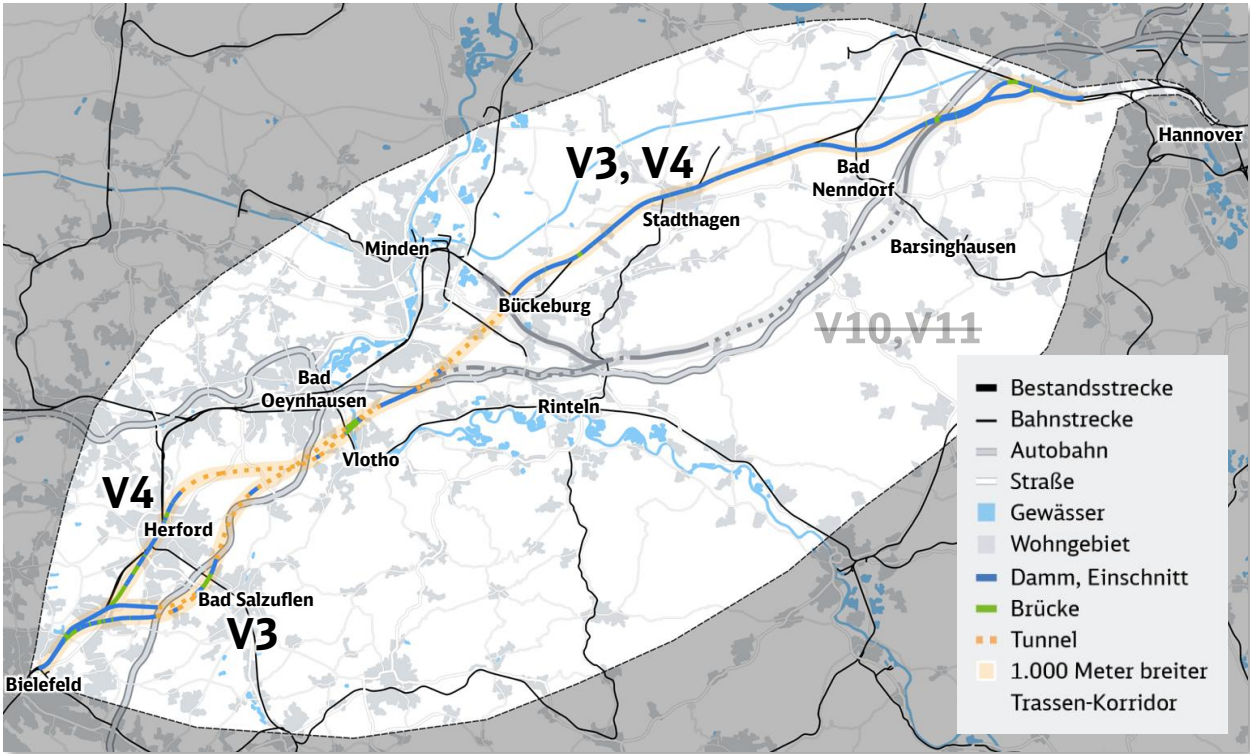 Hannover
V3, V4
Bad
Nenndorf
Stadthagen
Barsinghausen
Minden
Bückeburg
V10,V11
Bad
Oeynhausen
Rinteln
Vlotho
V4
Herford
Bad Salzuflen
V3
Bielefeld
Bestandsstrecke
Bahnstrecke
Autobahn
Straße
Gewässer
Wohngebiet
Damm, Einschnitt
Brücke
Tunnel
1.000 Meter breiter
Trassen-Korridor